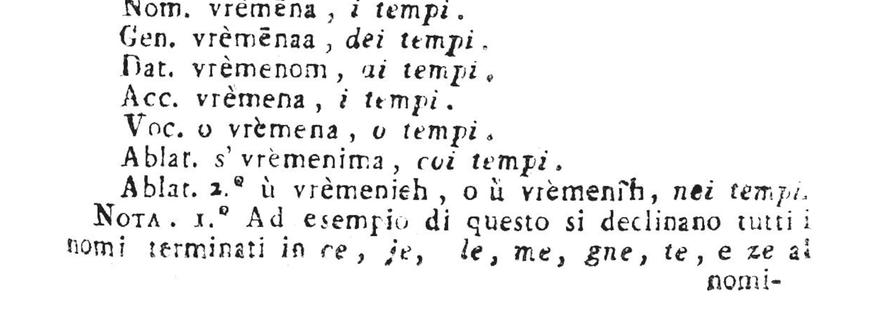 Nom. vrèmēna, i tempi.
Gen. vrèmēnaa, dei tempi.
Dat. vrèmenom, ai tempi.
Acc. vrèmena, i tempi.
Voc. o vrèmena, o tempi.
Ablat. s' vrèmenima, coi tempi.
Ablat. 2.º ù vrèmenieh, o ù vrèmenîh, nei tempi.
NOTA. 1.º Ad esempio di questo si declinano tutti i
nomi terminati in ce, je, le, me, gne, te, e ze al
nomi-